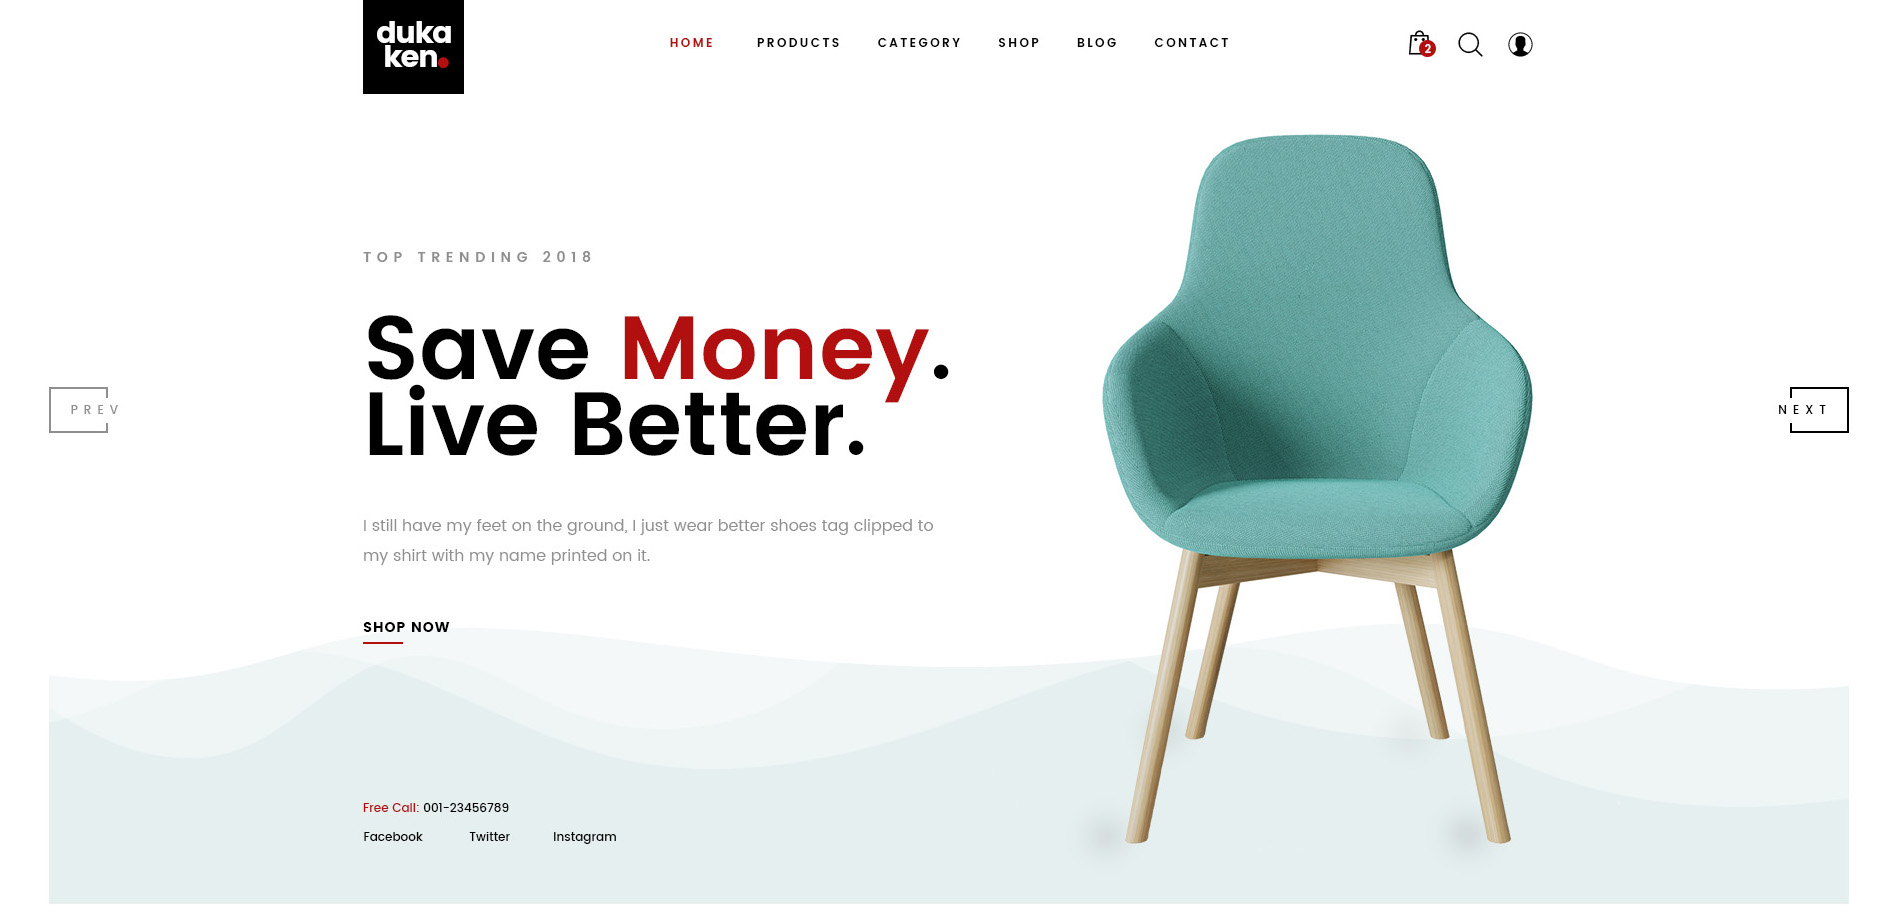 duka
ken.
HOME PRODUCTS CATEGORY SHOP BLOG CONTACT
2
TOP TRENDING 2018
Save Money.
Live Better.
PREV
NEXT
I still have my feet on the ground, I just wear better shoes tag clipped to
my shirt with my name printed on it.
SHOP NOW
Free Call: 001-23456789
Facebook Twitter Instagram